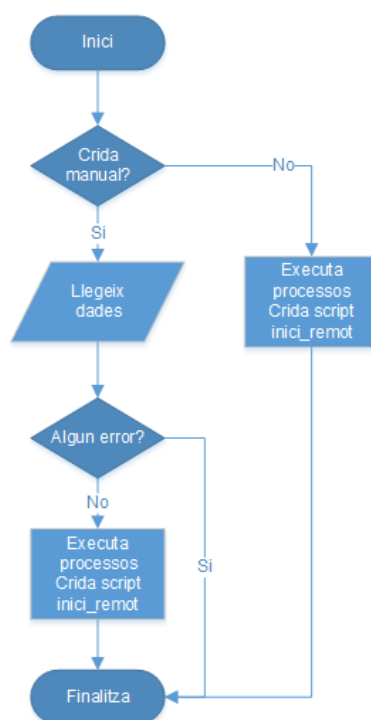 Inici
Crida
manual?
No
Si
Llegeix
dades
Executa
processos
Crida script
inici_remot
Algun error?
No
Si
Executa
processos
Crida script
inici_remot
Finalitza